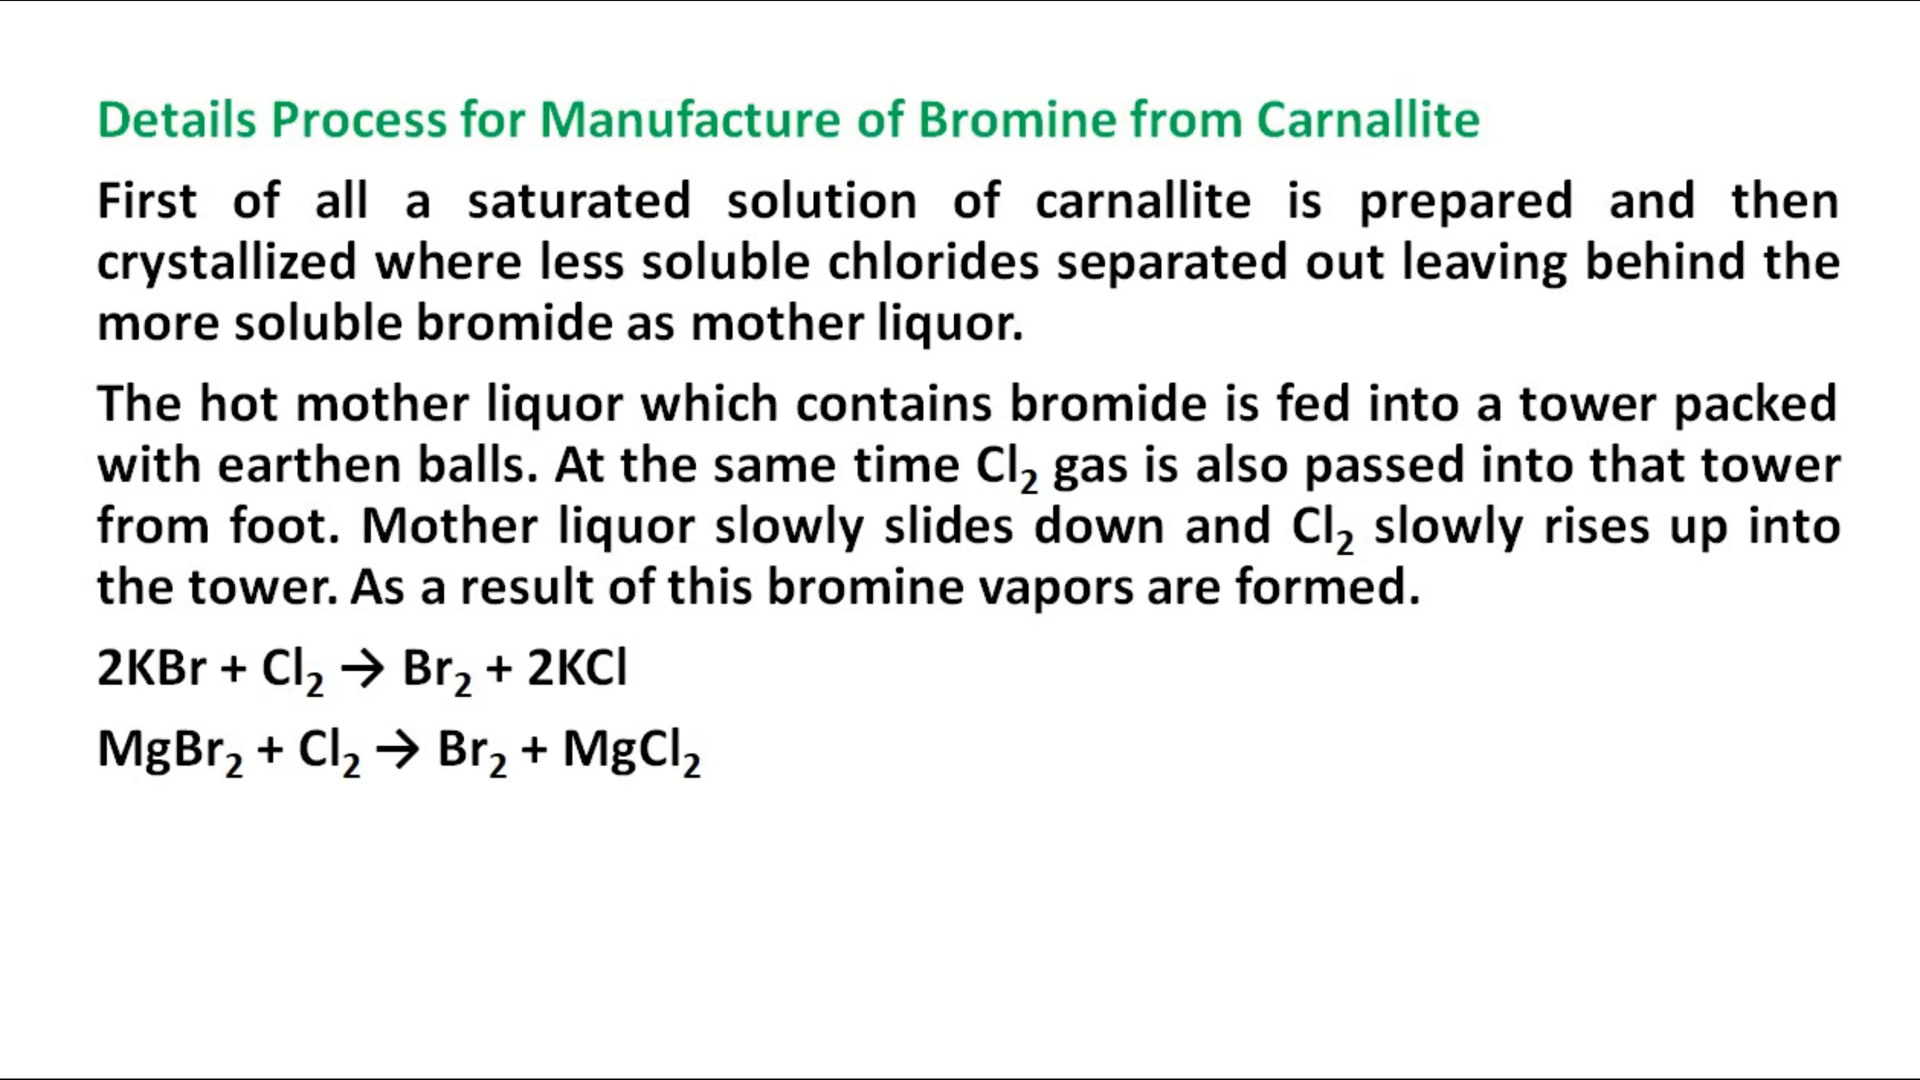 Details Process for Manufacture of Bromine from Carnallite
First of all a saturated solution of carnallite is prepared and then
crystallized where less soluble chlorides separated out leaving behind the
more soluble bromide as mother liquor.
The hot mother liquor which contains bromide is fed into a tower packed
with earthen balls. At the same time Cl₂ gas is also passed into that tower
from foot. Mother liquor slowly slides down and Cl₂ slowly rises up into
the tower. As a result of this bromine vapors are formed.
2KBr + Cl₂ → Br₂ + 2KCl
MgBr₂ + Cl₂ → Br₂ + MgCl₂